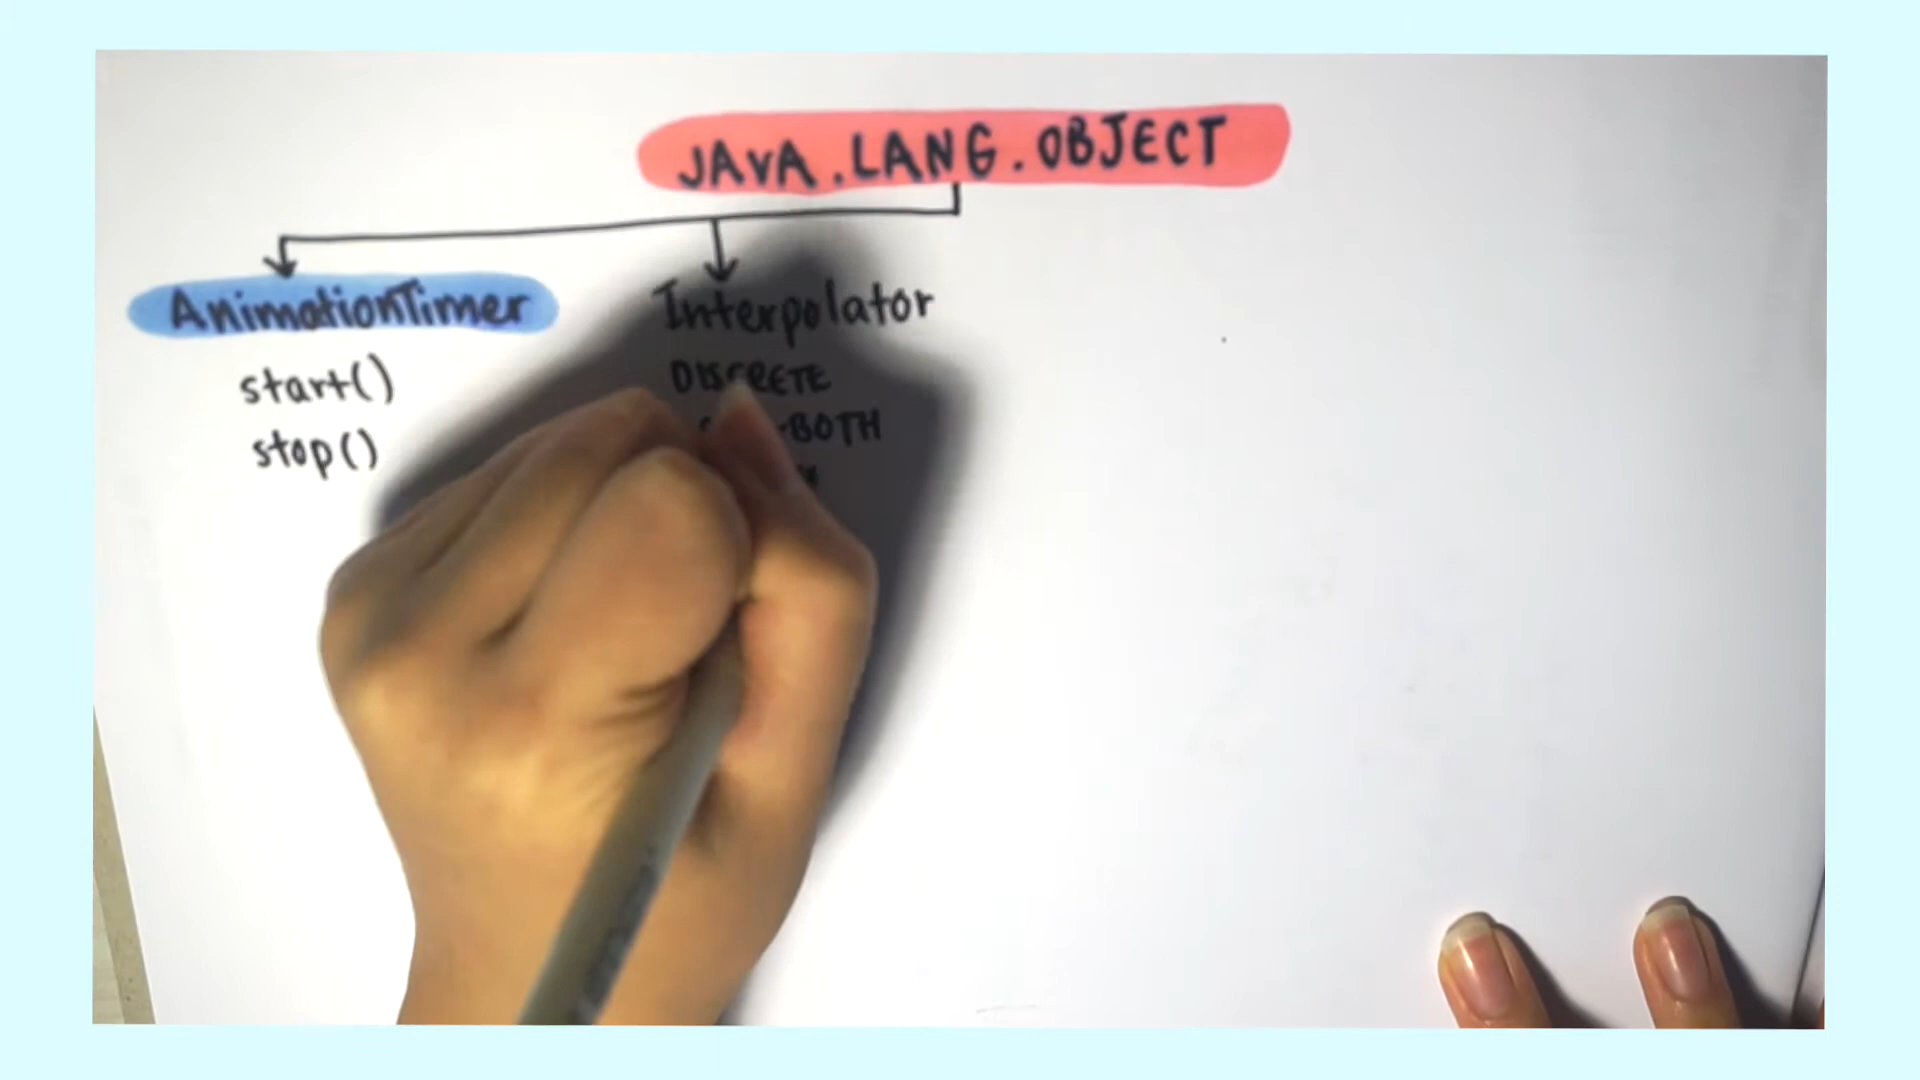 JAVA.LANG.OBJECT
AnimationTimer
start()
stop()
Interpolator
DISCRETE
BOTH